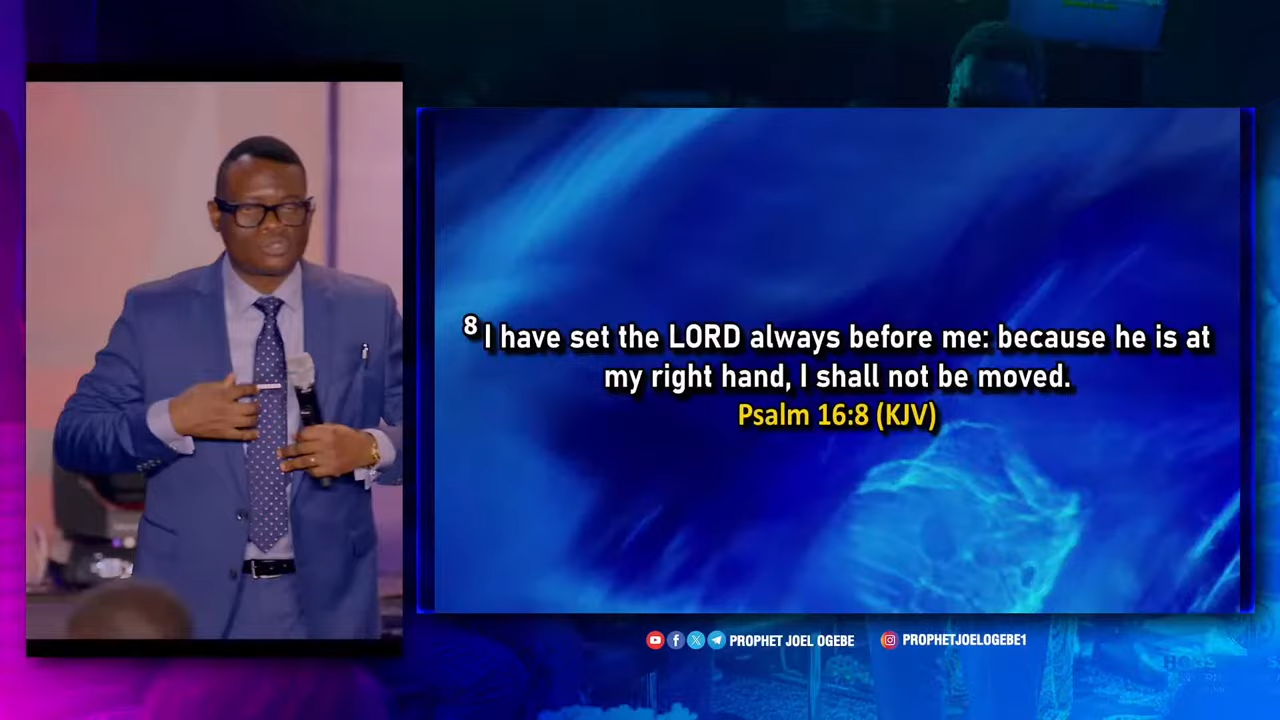 8 I have set the LORD always before me: because he is at
my right hand, I shall not be moved.
Psalm 16:8 (KJV)
PROPHET JOEL OGEBE
PROPHETJOELOGEBE1